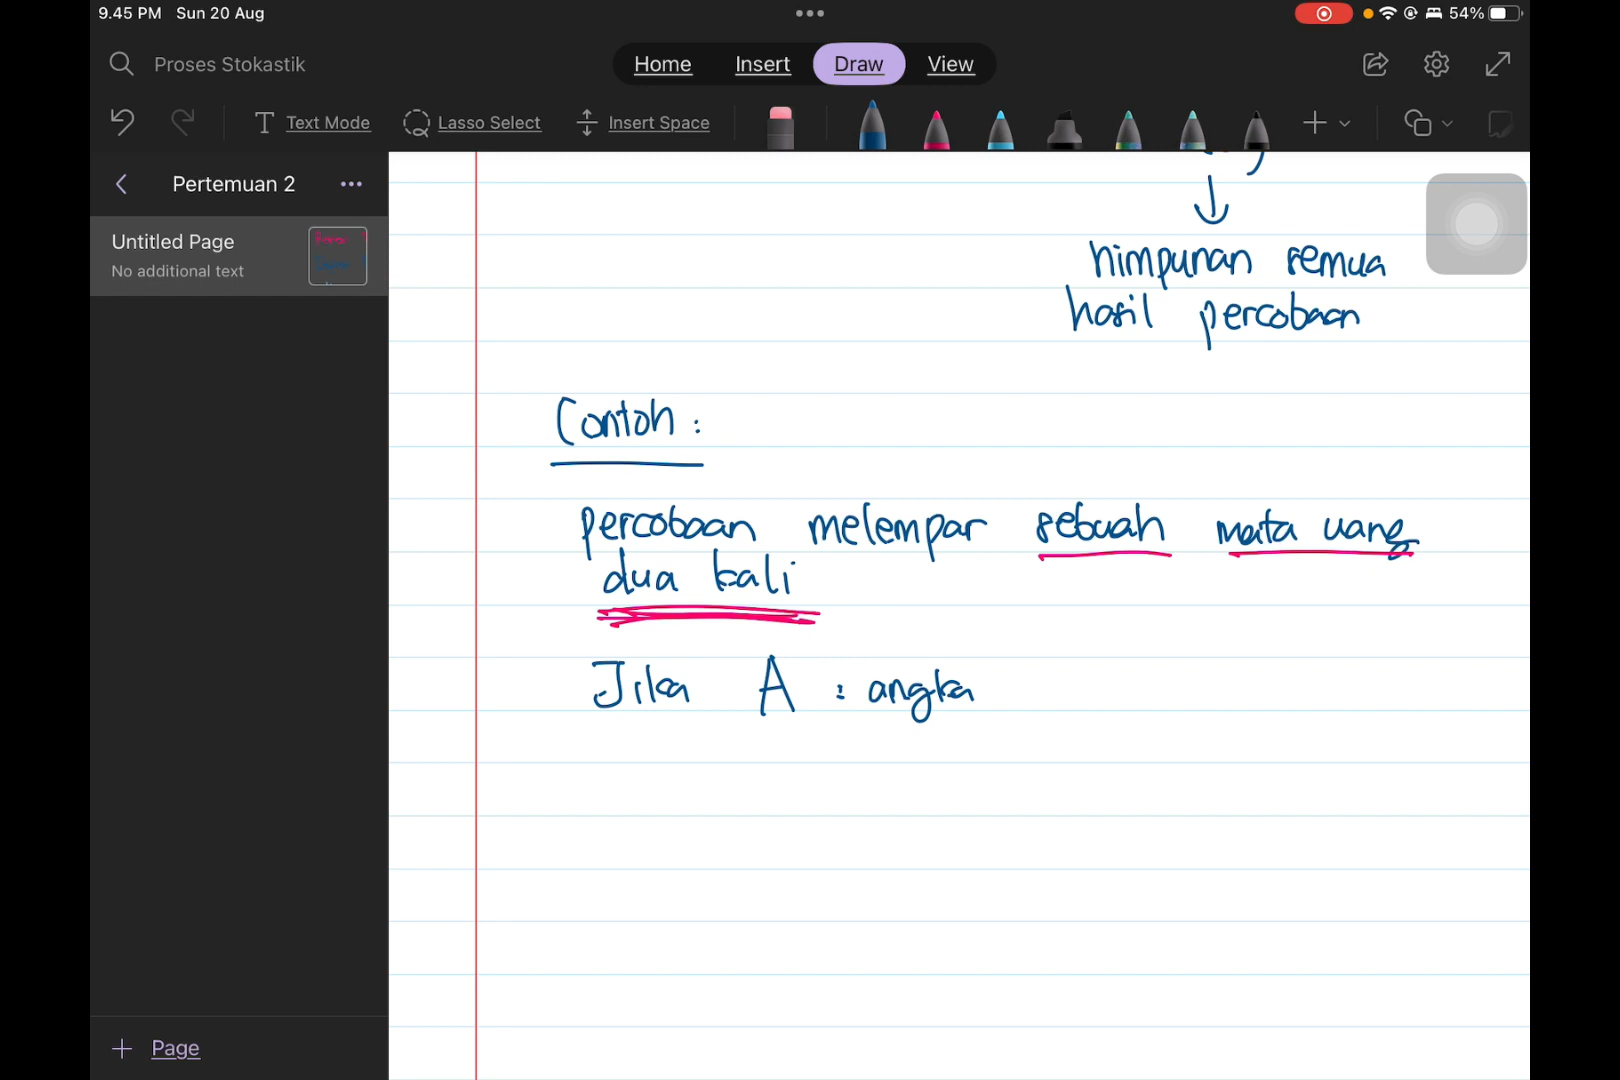 9.45 PM Sun 20 Aug
54%
Proses Stokastik
Home Insert Draw View
Text Mode Lasso Select Insert Space
Pertemuan 2
Untitled Page
No additional text
himpunan semua
hasil percobaan
Contoh :
percobaan melempar sebuah mata uang
dua kali
Jika A : angka
Page